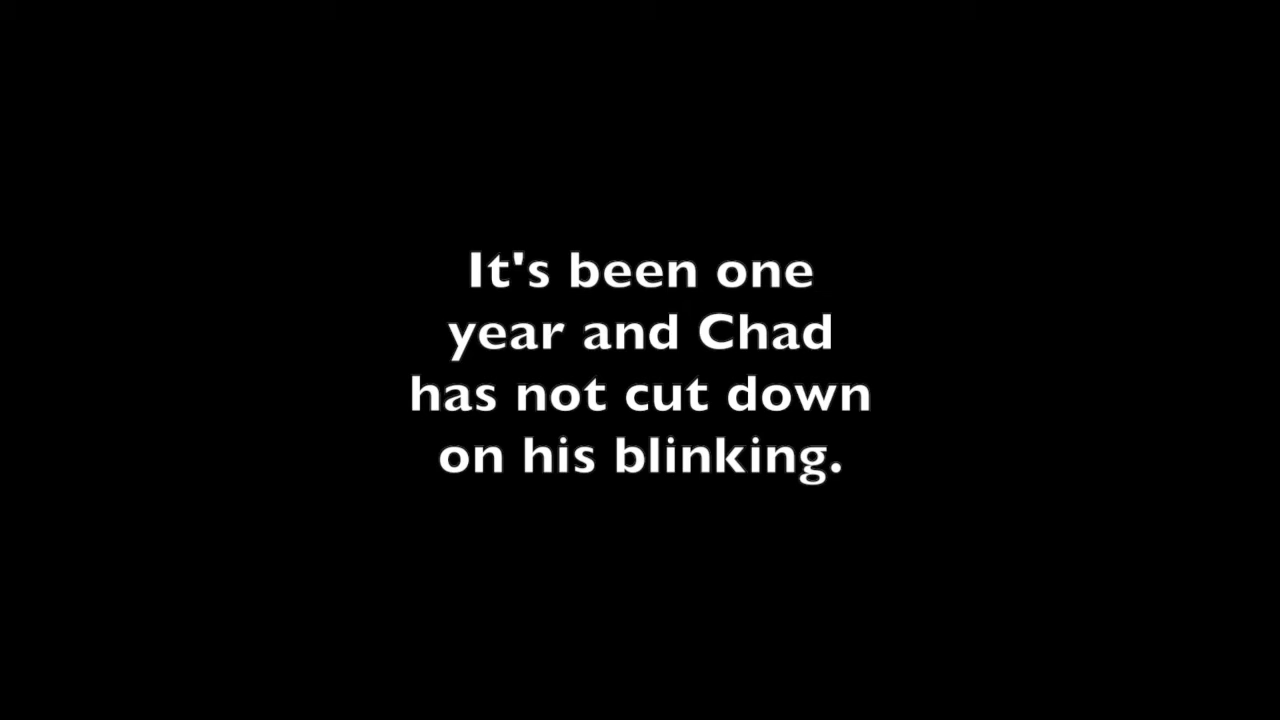 It's been one
year and Chad
has not cut down
on his blinking.